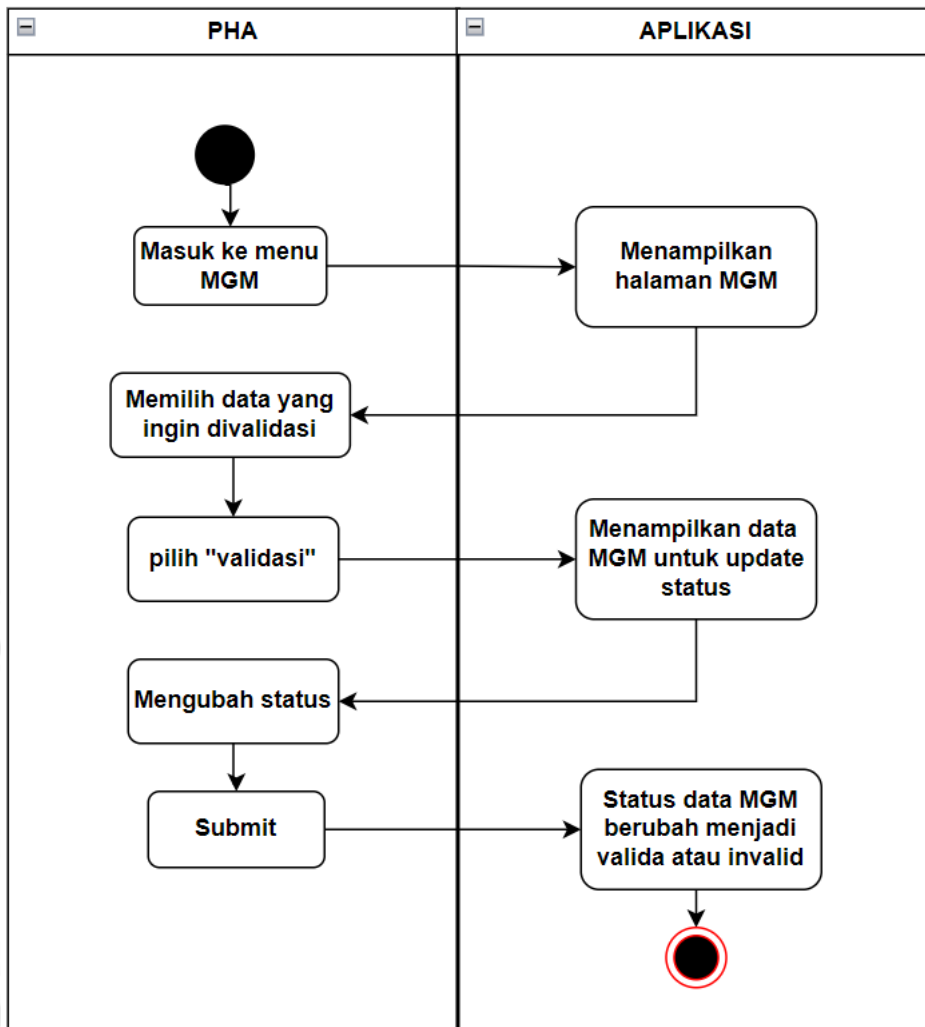 PHA
APLIKASI
Masuk ke menu
MGM
Menampilkan
halaman MGM
Memilih data yang
ingin divalidasi
pilih "validasi"
Menampilkan data
MGM untuk update
status
Mengubah status
Submit
Status data MGM
berubah menjadi
valida atau invalid